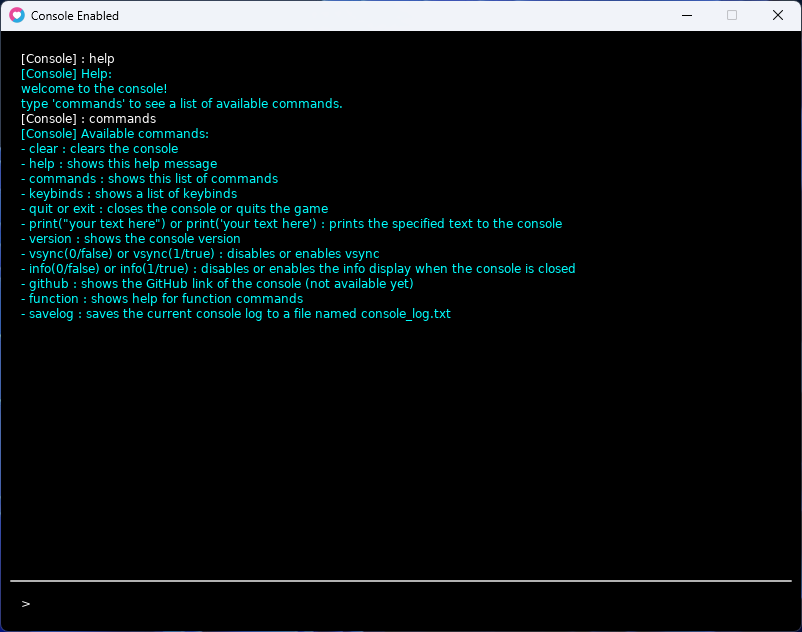 Console Enabled
[Console] : help
[Console] Help:
welcome to the console!
type 'commands' to see a list of available commands.
[Console] : commands
[Console] Available commands:
- clear : clears the console
- help : shows this help message
- commands : shows this list of commands
- keybinds : shows a list of keybinds
- quit or exit : closes the console or quits the game
- print("your text here") or print('your text here') : prints the specified text to the console
- version : shows the console version
- vsync(0/false) or vsync(1/true) : disables or enables vsync
- info(0/false) or info(1/true) : disables or enables the info display when the console is closed
- github : shows the GitHub link of the console (not available yet)
- function : shows help for function commands
- savelog : saves the current console log to a file named console_log.txt
>